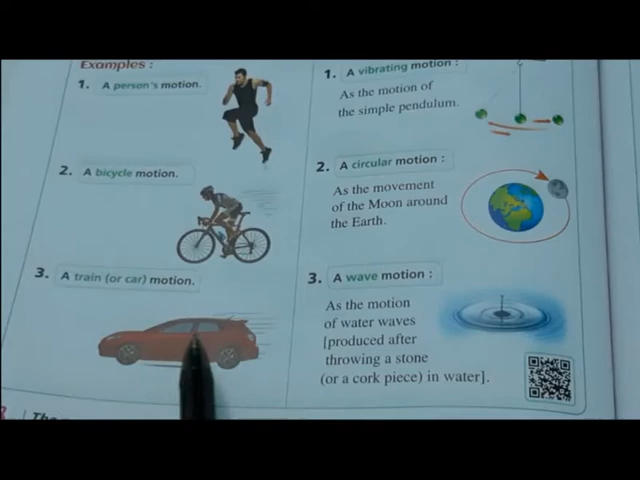 Examples :
1. A person's motion.
2. A bicycle motion.
3. A train (or car) motion.
1. A vibrating motion :
As the motion of
the simple pendulum.
2. A circular motion :
As the movement
of the Moon around
the Earth.
3. A wave motion :
As the motion
of water waves
[produced after
throwing a stone
(or a cork piece) in water].